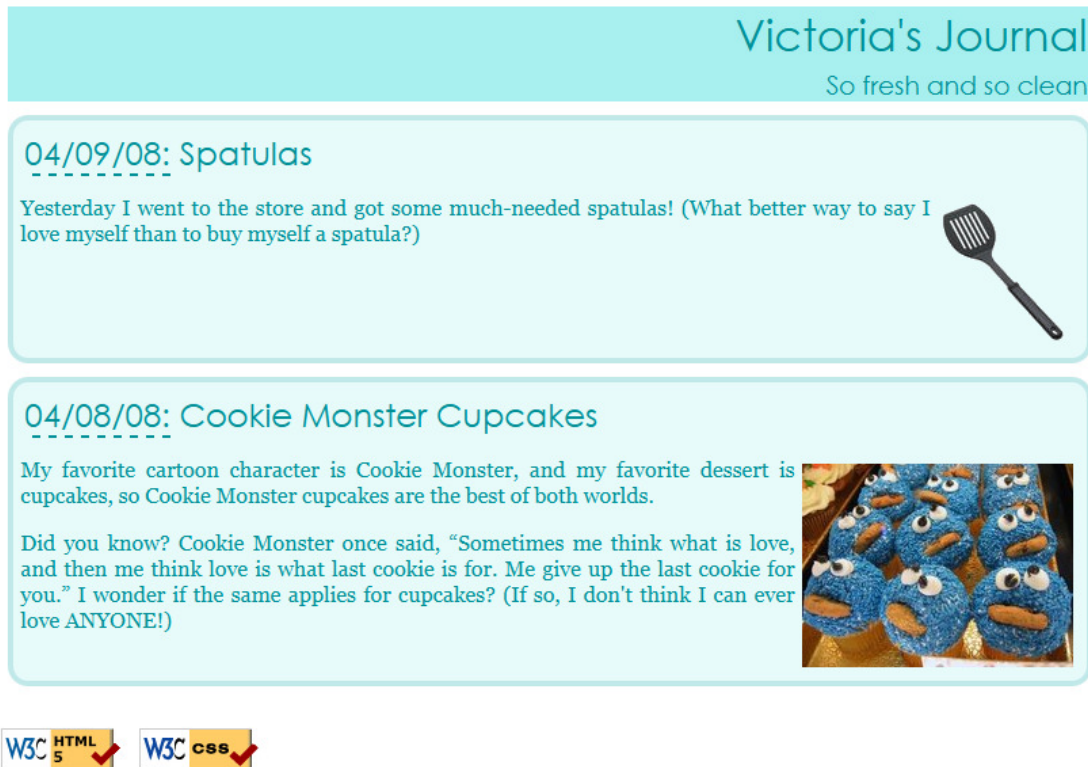 Victoria's Journal
So fresh and so clean
04/09/08: Spatulas
Yesterday I went to the store and got some much-needed spatulas! (What better way to say I
love myself than to buy myself a spatula?)
04/08/08: Cookie Monster Cupcakes
My favorite cartoon character is Cookie Monster, and my favorite dessert is
cupcakes, so Cookie Monster cupcakes are the best of both worlds.
Did you know? Cookie Monster once said, “Sometimes me think what is love,
and then me think love is what last cookie is for. Me give up the last cookie for
you.” I wonder if the same applies for cupcakes? (If so, I don't think I can ever
love ANYONE!)
W3C HTML 5
W3C css